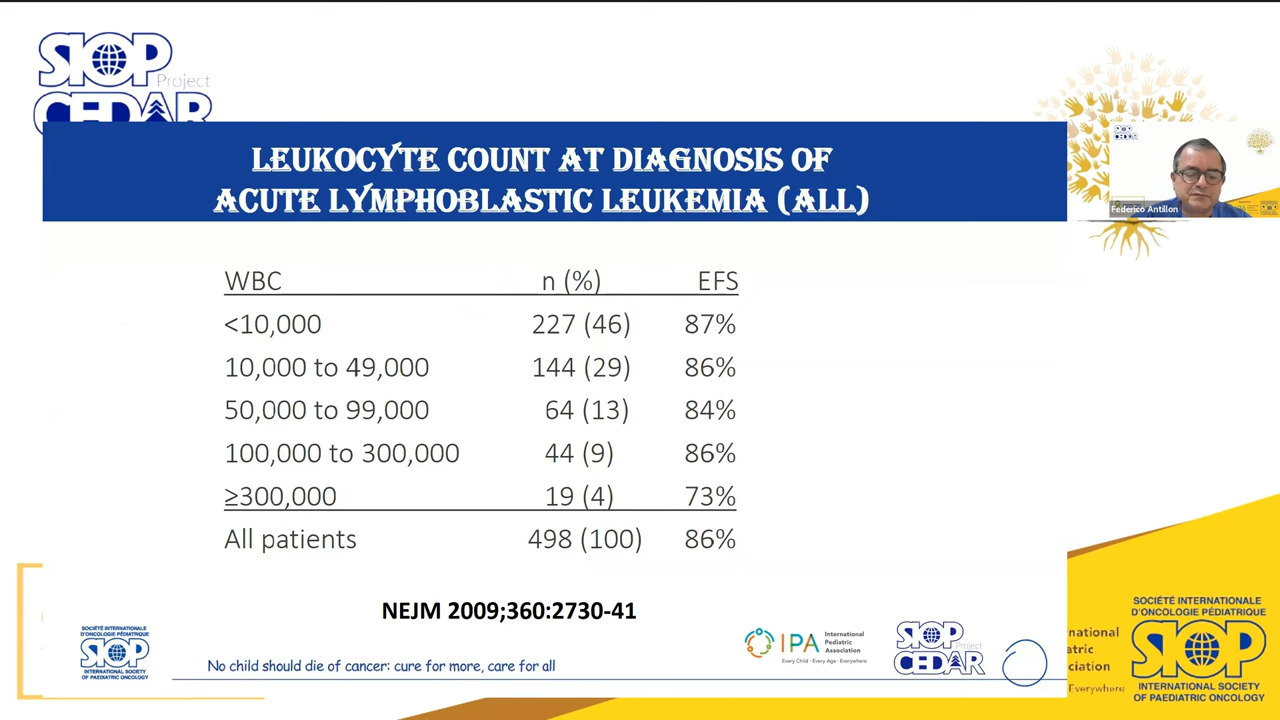 SIOP
Project
CEDAR
LEUKOCYTE COUNT AT DIAGNOSIS OF
ACUTE LYMPHOBLASTIC LEUKEMIA (ALL)
Federico Antillon
WBC n (%) EFS
<10,000 227 (46) 87%
10,000 to 49,000 144 (29) 86%
50,000 to 99,000 64 (13) 84%
100,000 to 300,000 44 (9) 86%
≥300,000 19 (4) 73%
All patients 498 (100) 86%
NEJM 2009;360:2730-41
SOCIÉTÉ INTERNATIONALE
D'ONCOLOGIE PÉDIATRIQUE
SIOP
INTERNATIONAL SOCIETY
OF PAEDIATRIC ONCOLOGY
No child should die of cancer: cure for more, care for all
IPA
International
Pediatric
Association
Every Child · Every Age · Everywhere
SIOP
Project
CEDAR
rnational
atric
ciation
Everywhere
SOCIÉTÉ INTERNATIONALE
D'ONCOLOGIE PÉDIATRIQUE
SIOP
INTERNATIONAL SOCIETY
OF PAEDIATRIC ONCOLOGY